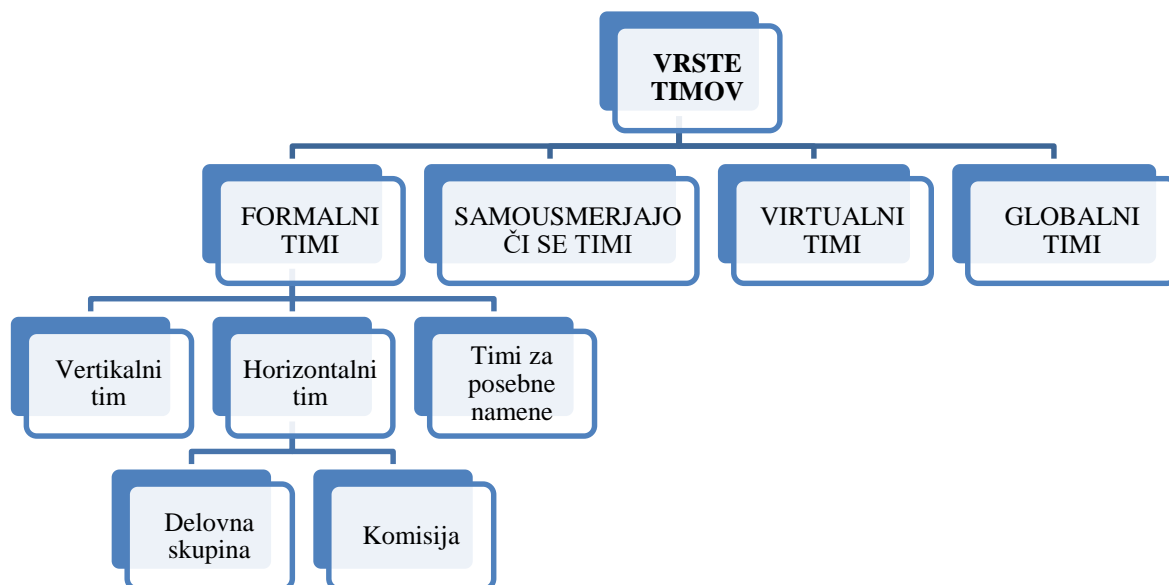 VRSTE
TIMOV
FORMALNI
TIMI
SAMOUSMERJAJO
ČI SE TIMI
VIRTUALNI
TIMI
GLOBALNI
TIMI
Vertikalni
tim
Horizontalni
tim
Timi za
posebne
namene
Delovna
skupina
Komisija